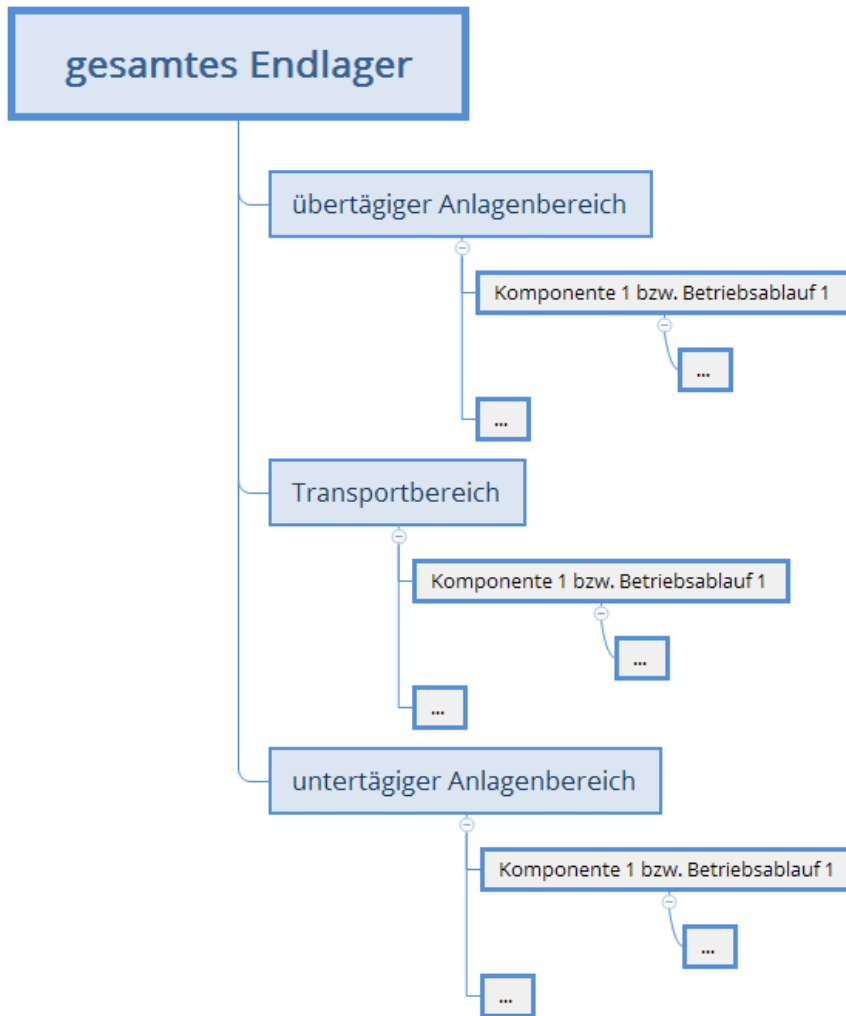 gesamtes Endlager
übertägiger Anlagenbereich
Komponente 1 bzw. Betriebsablauf 1
...
...
Transportbereich
Komponente 1 bzw. Betriebsablauf 1
...
...
untertägiger Anlagenbereich
Komponente 1 bzw. Betriebsablauf 1
...
...